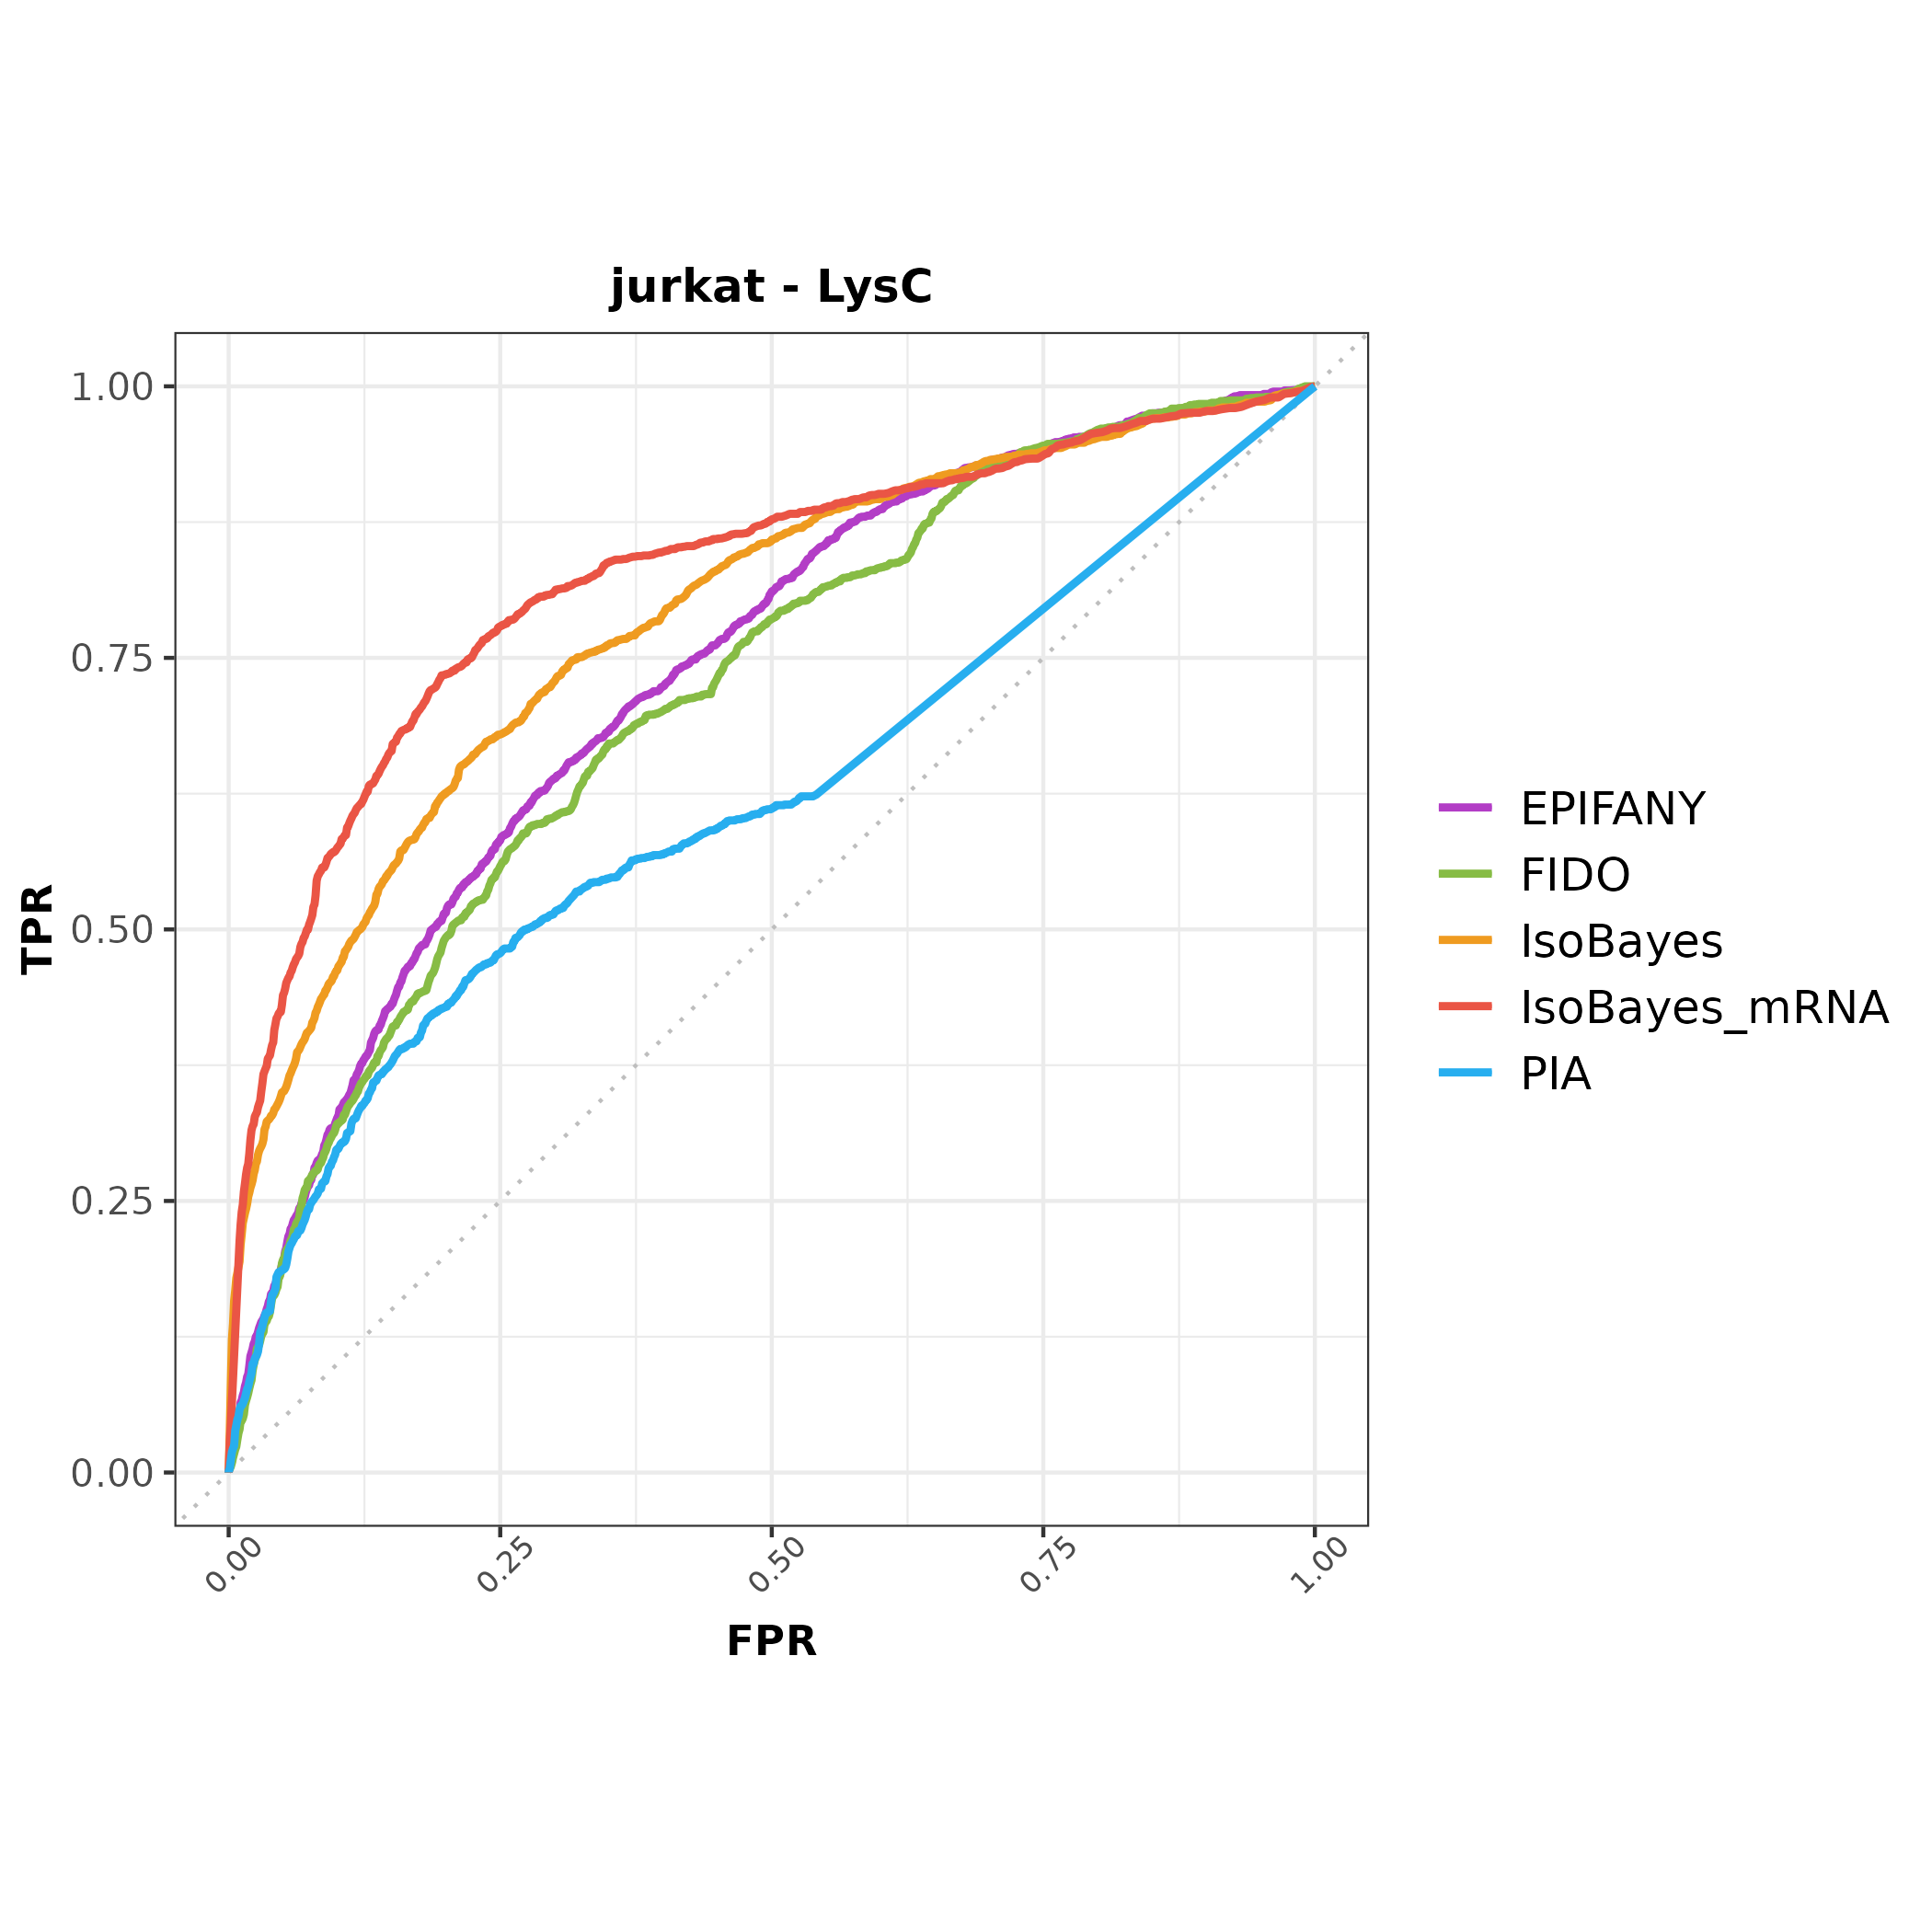 jurkat - LysC
TPR
1.00
0.75
0.50
0.25
0.00
0.00
0.25
0.50
0.75
1.00
FPR
EPIFANY
FIDO
IsoBayes
IsoBayes_mRNA
PIA